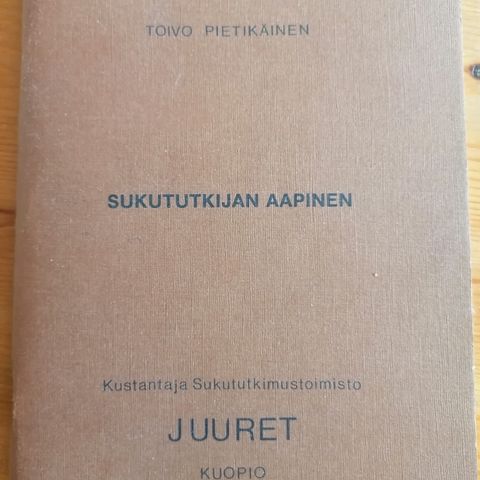 TOIVO PIETIKÄINEN
SUKUTUTKIJAN AAPINEN
Kustantaja Sukututkimustoimisto
JUURET
KUOPIO